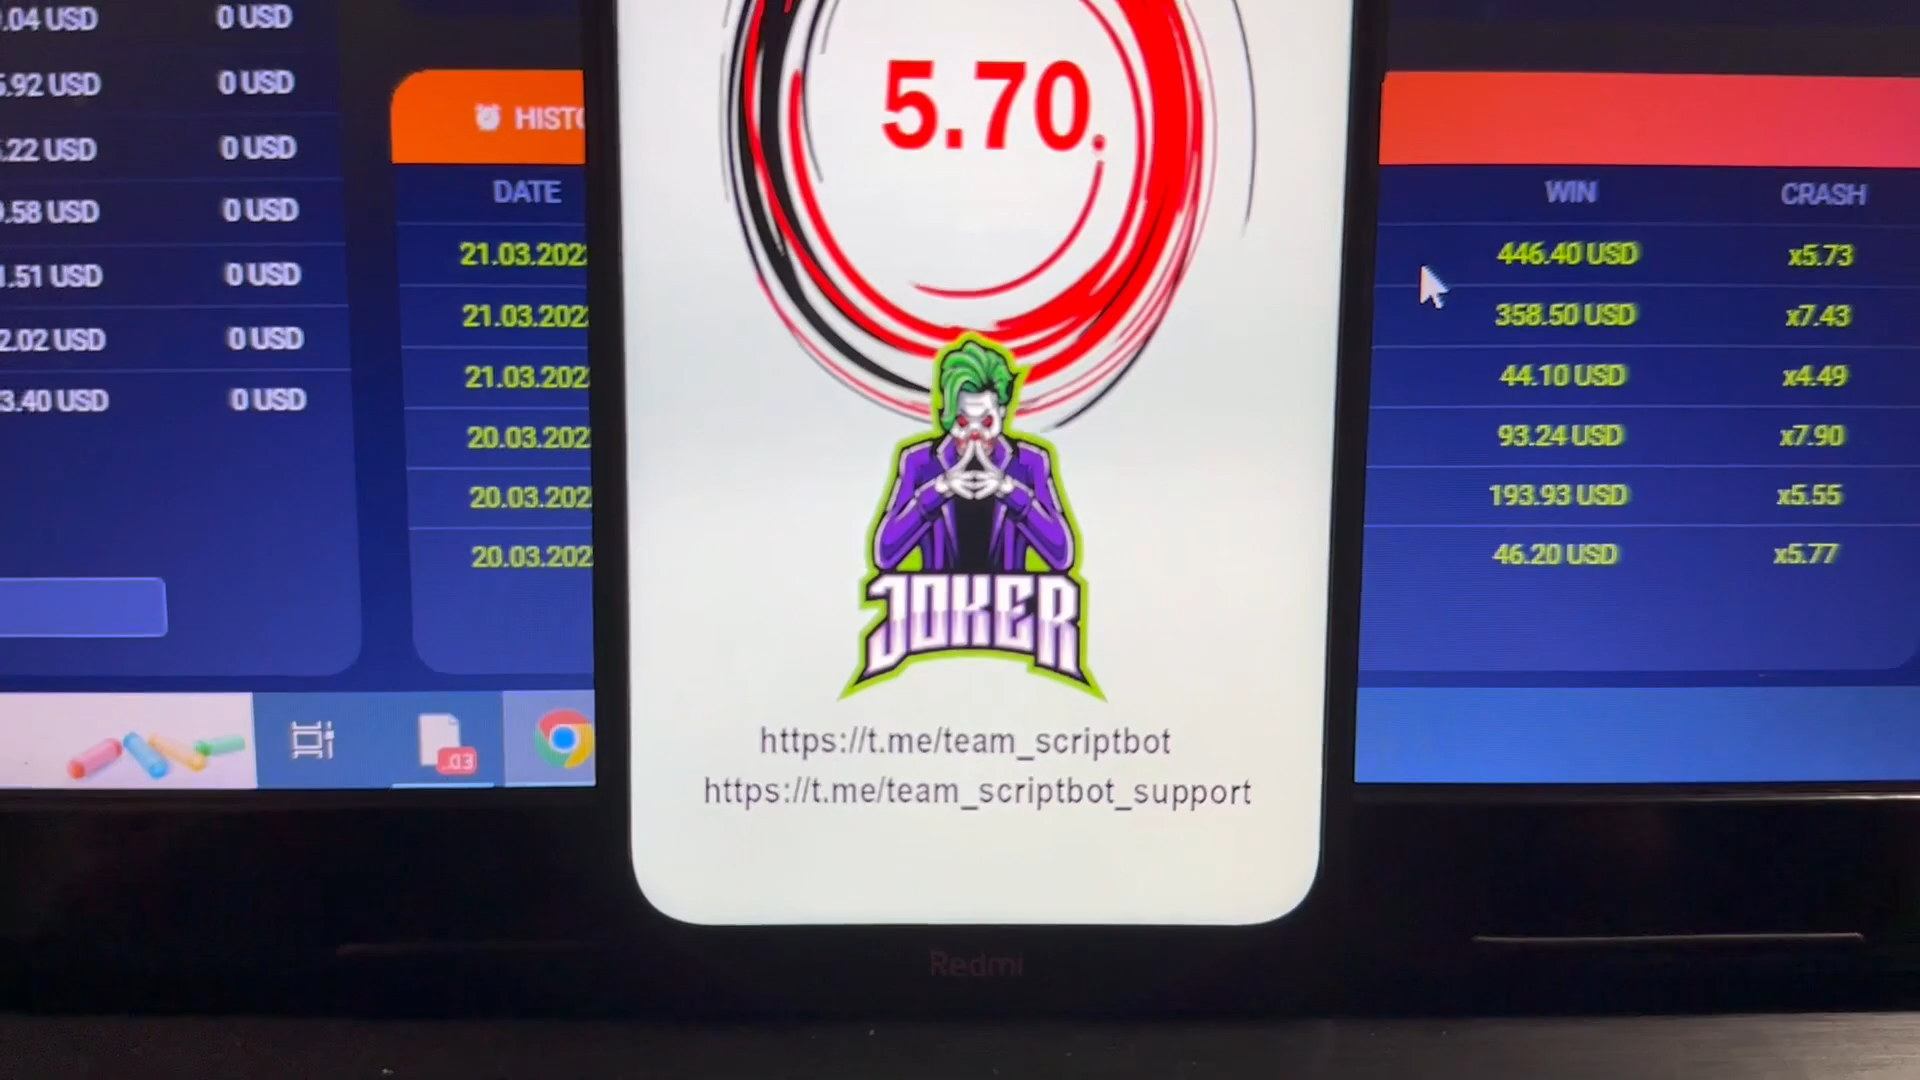 .04 USD 0 USD
5.92 USD 0 USD
.22 USD 0 USD
9.58 USD 0 USD
1.51 USD 0 USD
2.02 USD 0 USD
3.40 USD 0 USD
HISTO
DATE
21.03.202
21.03.202
21.03.202
20.03.202
20.03.202
20.03.202
5.70.
JOKER
https://t.me/team_scriptbot
https://t.me/team_scriptbot_support
Redmi
WIN CRASH
446.40 USD x5.73
358.50 USD x7.43
44.10 USD x4.49
93.24 USD x7.90
193.93 USD x5.55
46.20 USD x5.77
.03